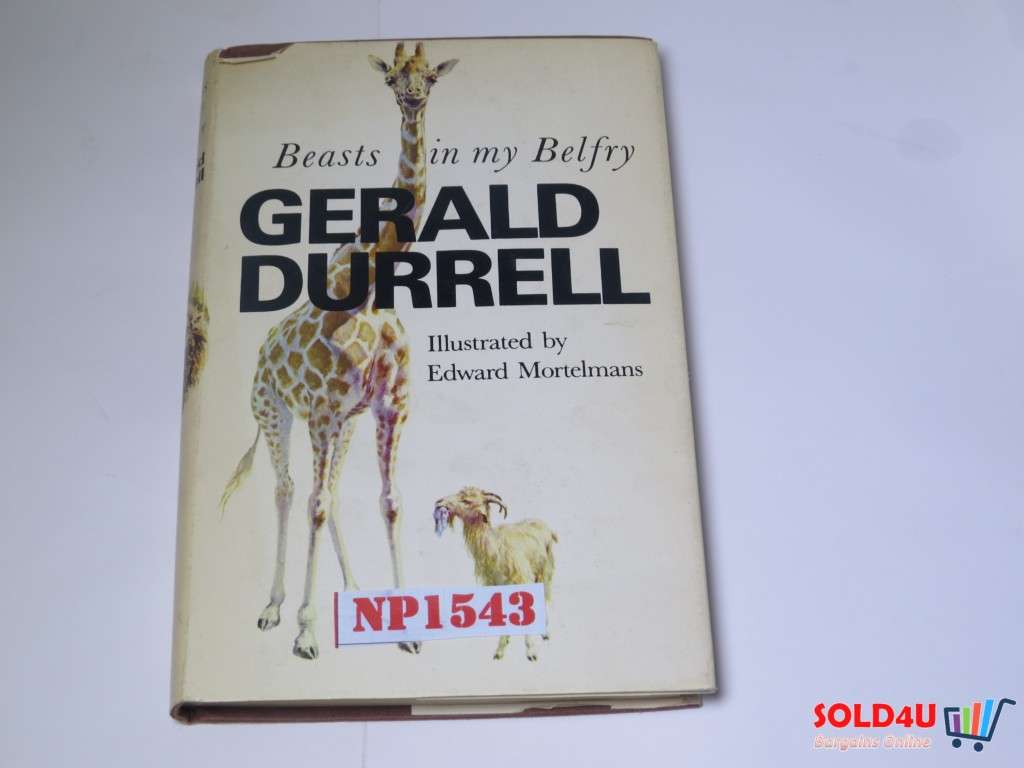 Beasts in my Belfry
GERALD
DURRELL
Illustrated by
Edward Mortelmans
NP1543
SOLD4U
Bargains Online